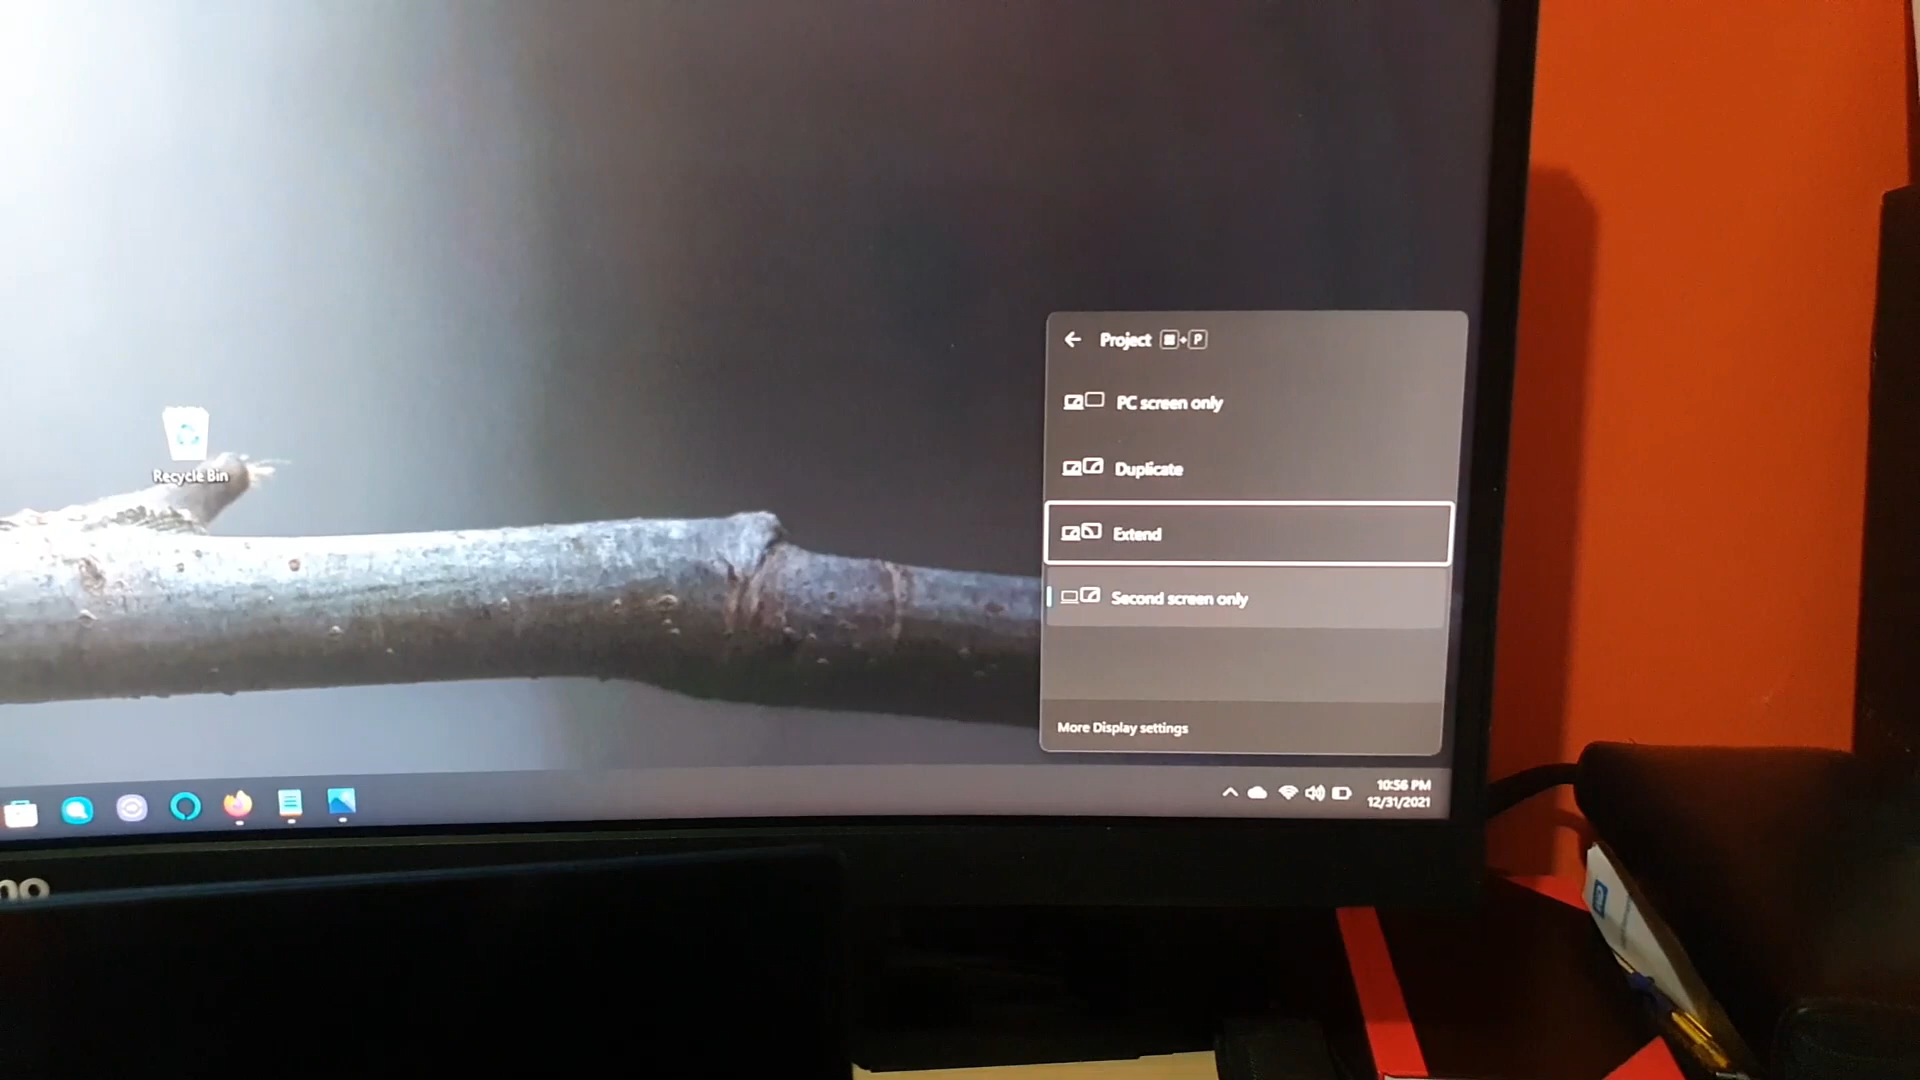 Project + P
PC screen only
Duplicate
Recycle Bin
Extend
Second screen only
More Display settings
10:56 PM
12/31/2021